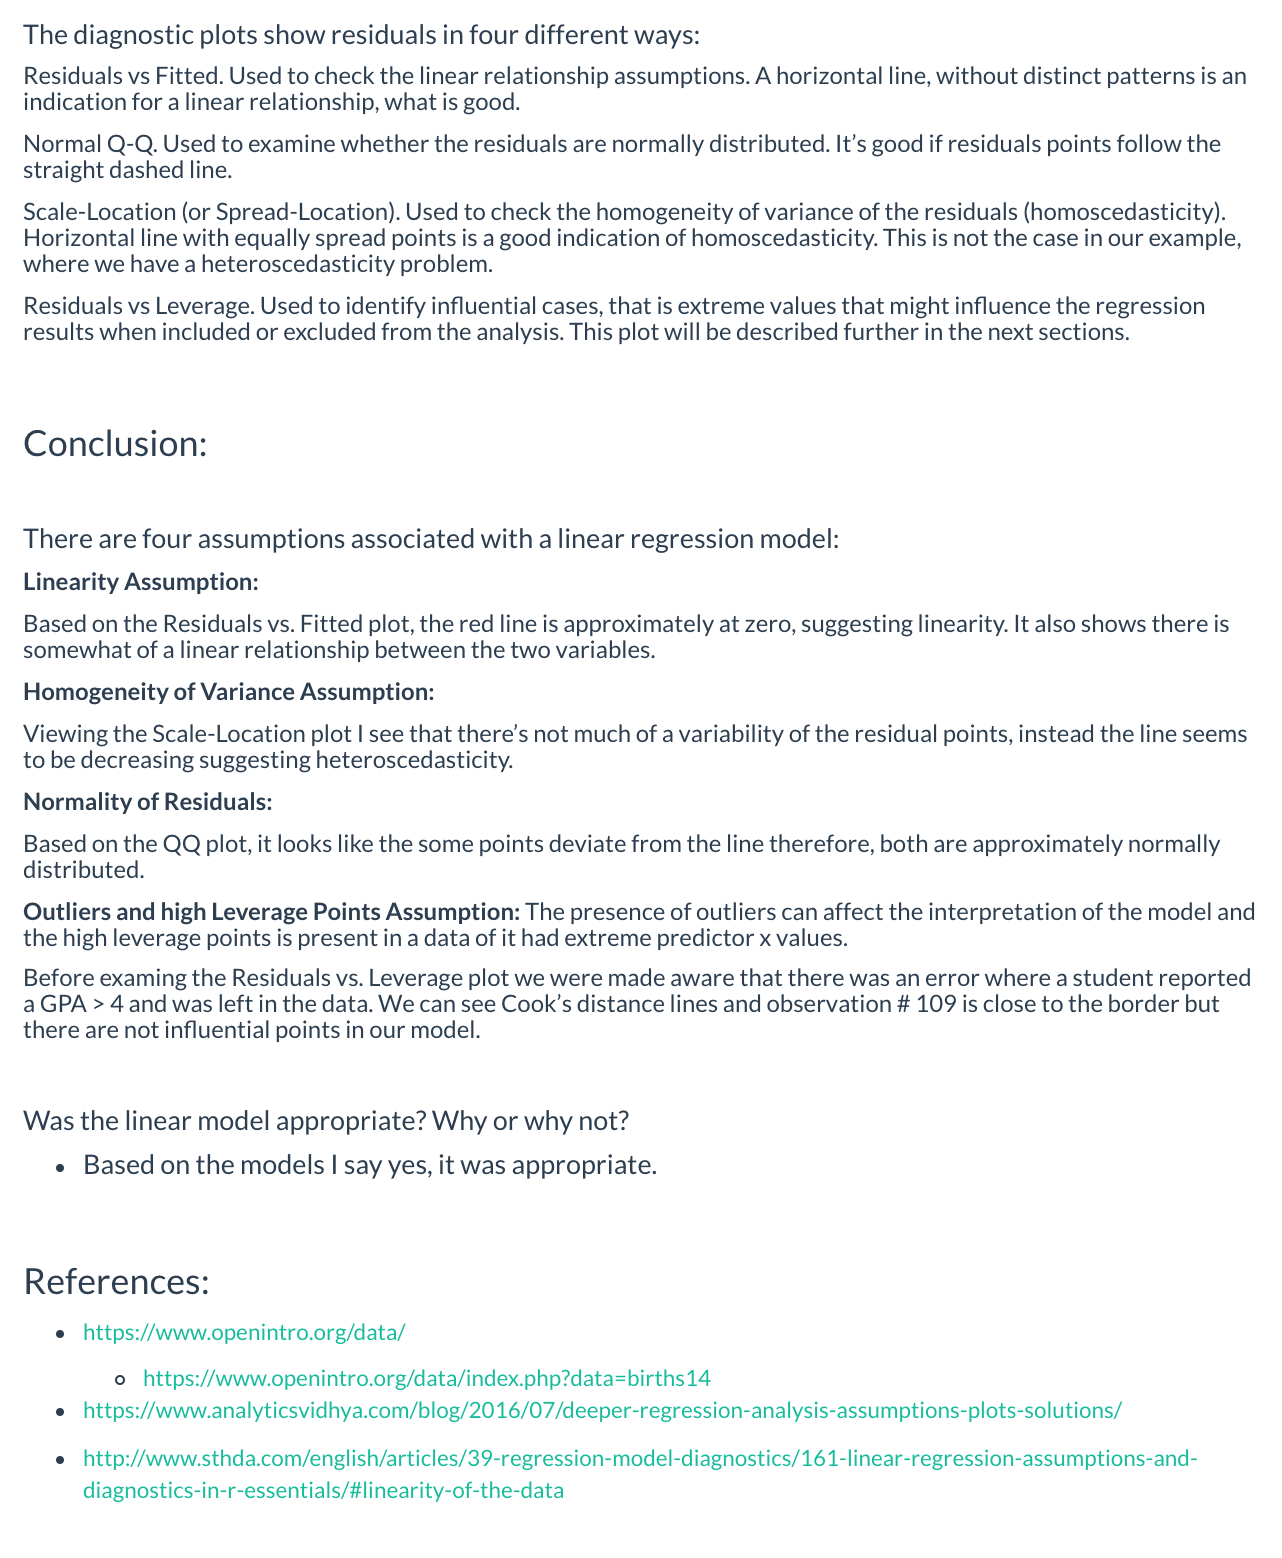 The diagnostic plots show residuals in four different ways:
Residuals vs Fitted. Used to check the linear relationship assumptions. A horizontal line, without distinct patterns is an
indication for a linear relationship, what is good.
Normal Q-Q. Used to examine whether the residuals are normally distributed. It’s good if residuals points follow the
straight dashed line.
Scale-Location (or Spread-Location). Used to check the homogeneity of variance of the residuals (homoscedasticity).
Horizontal line with equally spread points is a good indication of homoscedasticity. This is not the case in our example,
where we have a heteroscedasticity problem.
Residuals vs Leverage. Used to identify influential cases, that is extreme values that might influence the regression
results when included or excluded from the analysis. This plot will be described further in the next sections.
Conclusion:
There are four assumptions associated with a linear regression model:
Linearity Assumption:
Based on the Residuals vs. Fitted plot, the red line is approximately at zero, suggesting linearity. It also shows there is
somewhat of a linear relationship between the two variables.
Homogeneity of Variance Assumption:
Viewing the Scale-Location plot I see that there’s not much of a variability of the residual points, instead the line seems
to be decreasing suggesting heteroscedasticity.
Normality of Residuals:
Based on the QQ plot, it looks like the some points deviate from the line therefore, both are approximately normally
distributed.
Outliers and high Leverage Points Assumption: The presence of outliers can affect the interpretation of the model and
the high leverage points is present in a data of it had extreme predictor x values.
Before examing the Residuals vs. Leverage plot we were made aware that there was an error where a student reported
a GPA > 4 and was left in the data. We can see Cook’s distance lines and observation # 109 is close to the border but
there are not influential points in our model.
Was the linear model appropriate? Why or why not?
• Based on the models I say yes, it was appropriate.
References:
• https://www.openintro.org/data/
◦ https://www.openintro.org/data/index.php?data=births14
• https://www.analyticsvidhya.com/blog/2016/07/deeper-regression-analysis-assumptions-plots-solutions/
• http://www.sthda.com/english/articles/39-regression-model-diagnostics/161-linear-regression-assumptions-and-
diagnostics-in-r-essentials/#linearity-of-the-data